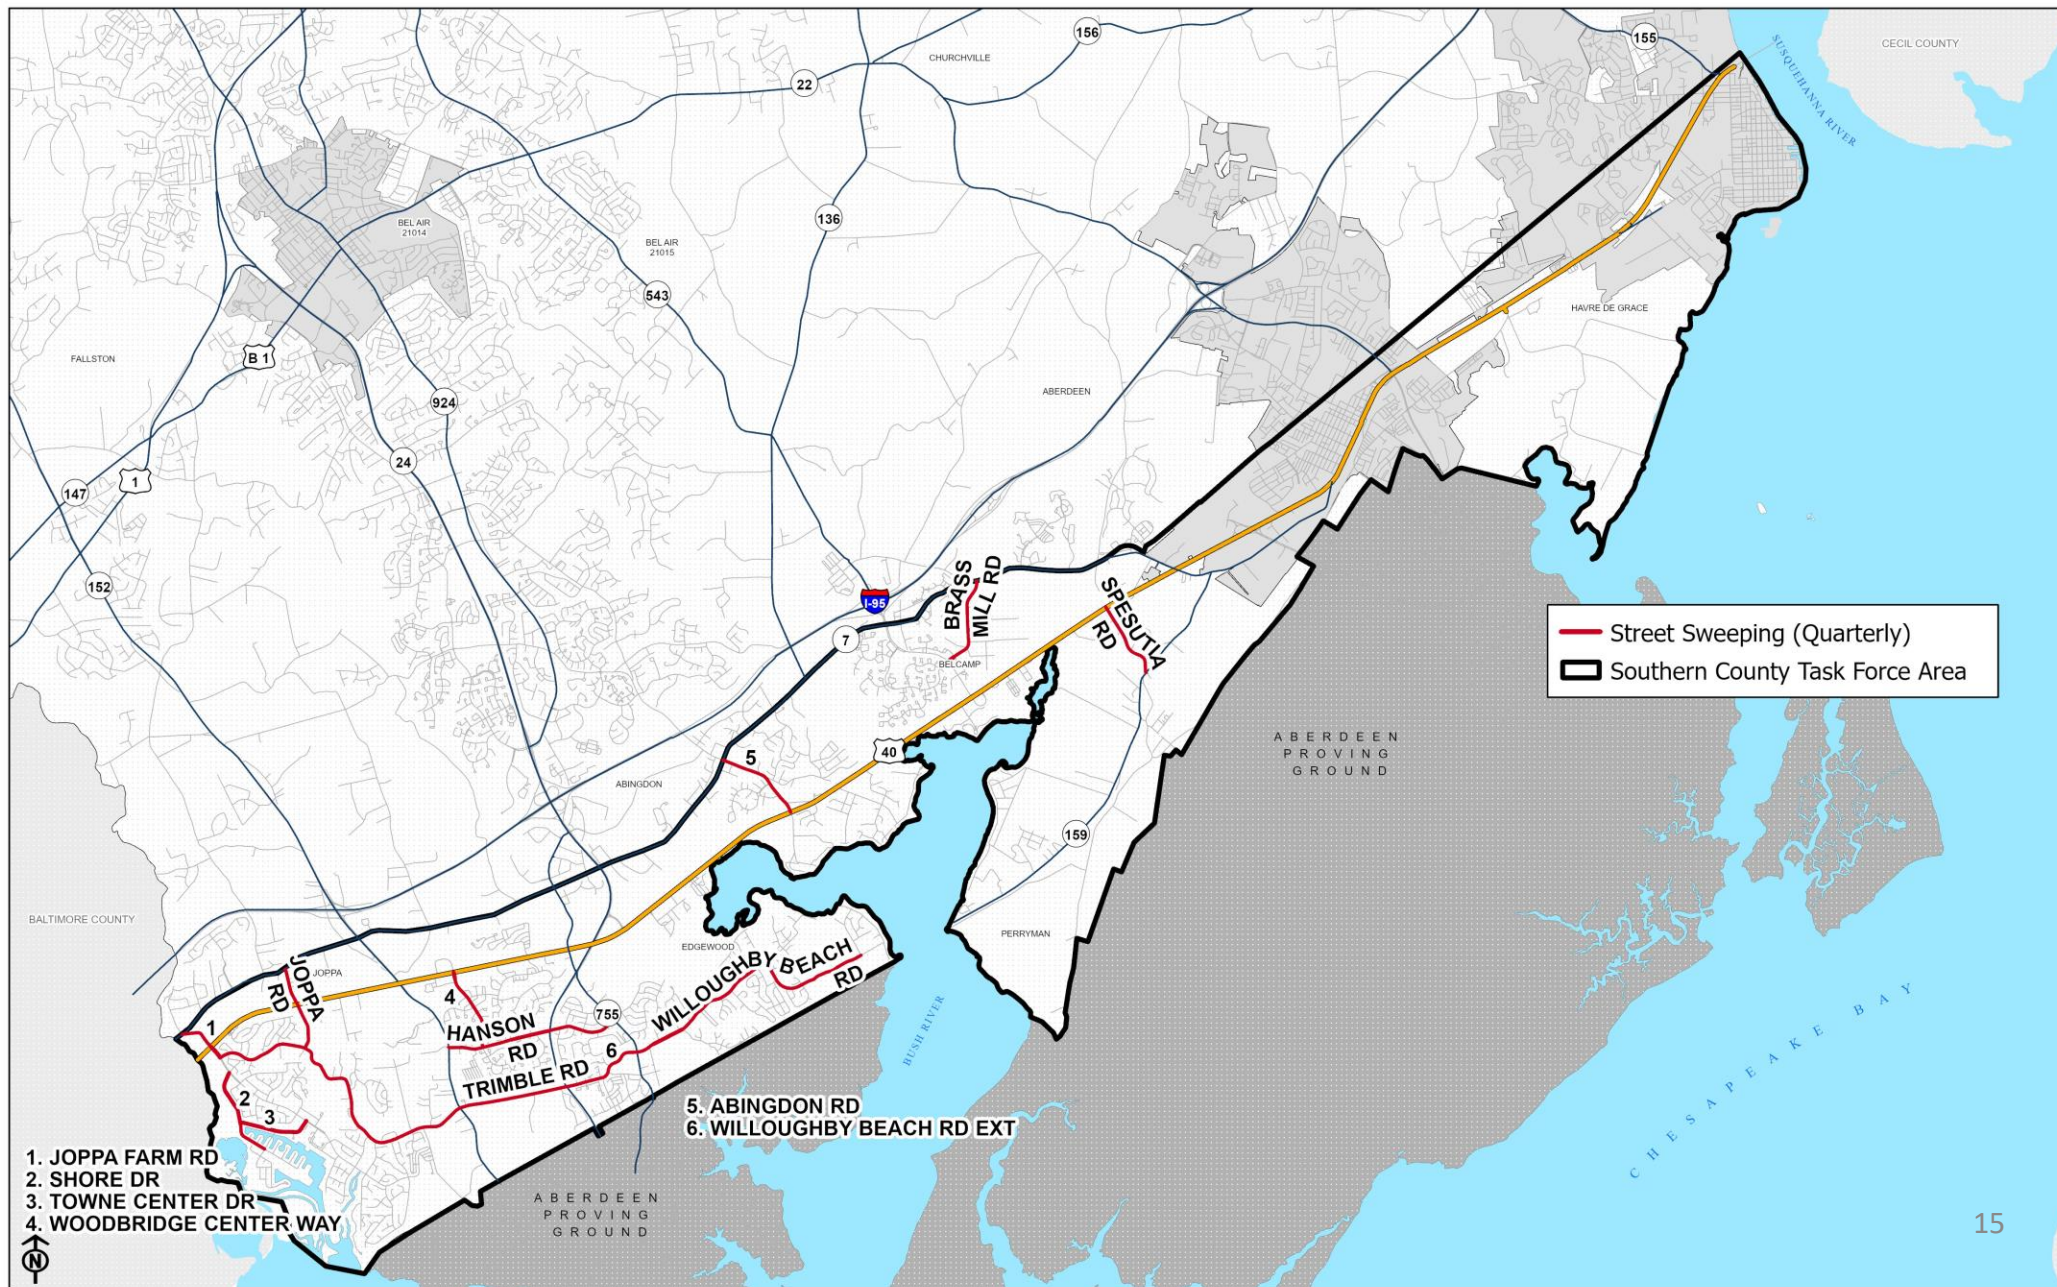 156
155
CECIL COUNTY
CHURCHVILLE
SUSQUEHANNA RIVER
22
BEL AIR
21014
136
BEL AIR
21015
543
HAVRE DE GRACE
FALLSTON
B 1
ABERDEEN
924
24
1
147
152
I-95
BRASS
MILL RD
SPESUTIA
RD
7
BELCAMP
Street Sweeping (Quarterly)
Southern County Task Force Area
40
ABERDEEN
PROVING
GROUND
5
ABINGDON
159
BALTIMORE COUNTY
EDGEWOOD
PERRYMAN
JOPPA
JOPPA
RD
WILLOUGHBY BEACH
RD
4
1
755
HANSON
RD
6
TRIMBLE RD
BUSH RIVER
CHESAPEAKE BAY
2
3
5. ABINGDON RD
6. WILLOUGHBY BEACH RD EXT
1. JOPPA FARM RD
2. SHORE DR
3. TOWNE CENTER DR
4. WOODBRIDGE CENTER WAY
ABERDEEN
PROVING
GROUND
N
15